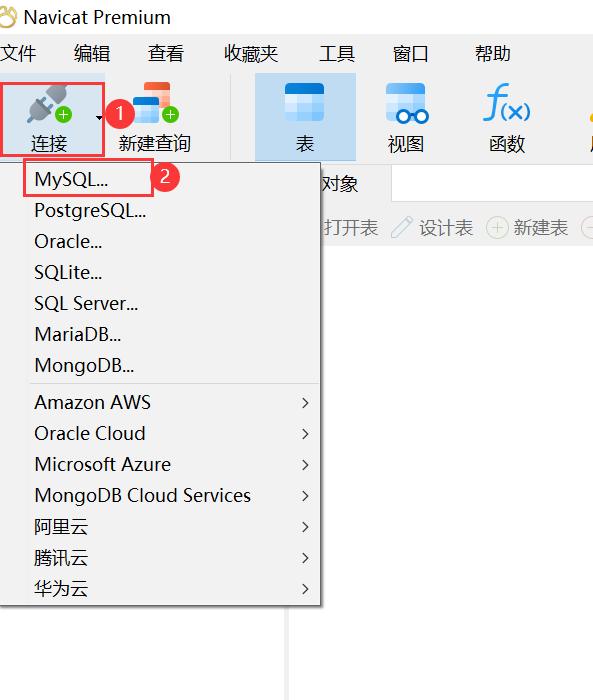 Navicat Premium
文件 编辑 查看 收藏夹 工具 窗口 帮助
连接 1 新建查询 表 视图 函数
MySQL... 2
对象
PostgreSQL...
打开表 设计表 新建表
Oracle...
SQLite...
SQL Server...
MariaDB...
MongoDB...
Amazon AWS
Oracle Cloud
Microsoft Azure
MongoDB Cloud Services
阿里云
腾讯云
华为云